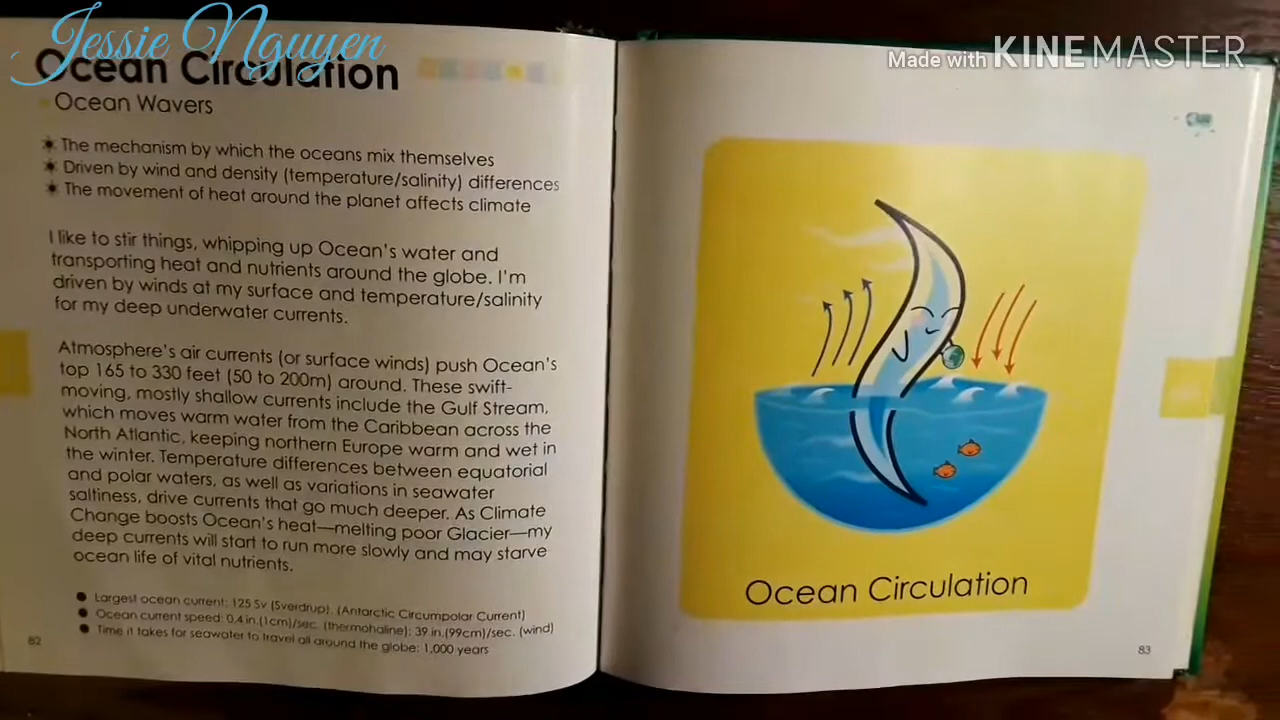 Jessie Nguyen
Made with KINEMASTER
Ocean Circulation
Ocean Wavers
The mechanism by which the oceans mix themselves
Driven by wind and density (temperature/salinity) differences
The movement of heat around the planet affects climate
I like to stir things, whipping up Ocean's water and
transporting heat and nutrients around the globe. I'm
driven by winds at my surface and temperature/salinity
for my deep underwater currents.
Atmosphere's air currents (or surface winds) push Ocean's
top 165 to 330 feet (50 to 200m) around. These swift-
moving, mostly shallow currents include the Gulf Stream,
which moves warm water from the Caribbean across the
North Atlantic, keeping northern Europe warm and wet in
the winter. Temperature differences between equatorial
and polar waters, as well as variations in seawater
saltiness, drive currents that go much deeper. As Climate
Change boosts Ocean's heat—melting poor Glacier—my
deep currents will start to run more slowly and may starve
ocean life of vital nutrients.
Largest ocean current: 125 Sv (Sverdrup), (Antarctic Circumpolar Current)
Ocean current speed: 0.4 in.(1cm)/sec. (thermohaline); 39 in.(99cm)/sec. (wind)
Time it takes for seawater to travel all around the globe: 1,000 years
82
Ocean Circulation
83